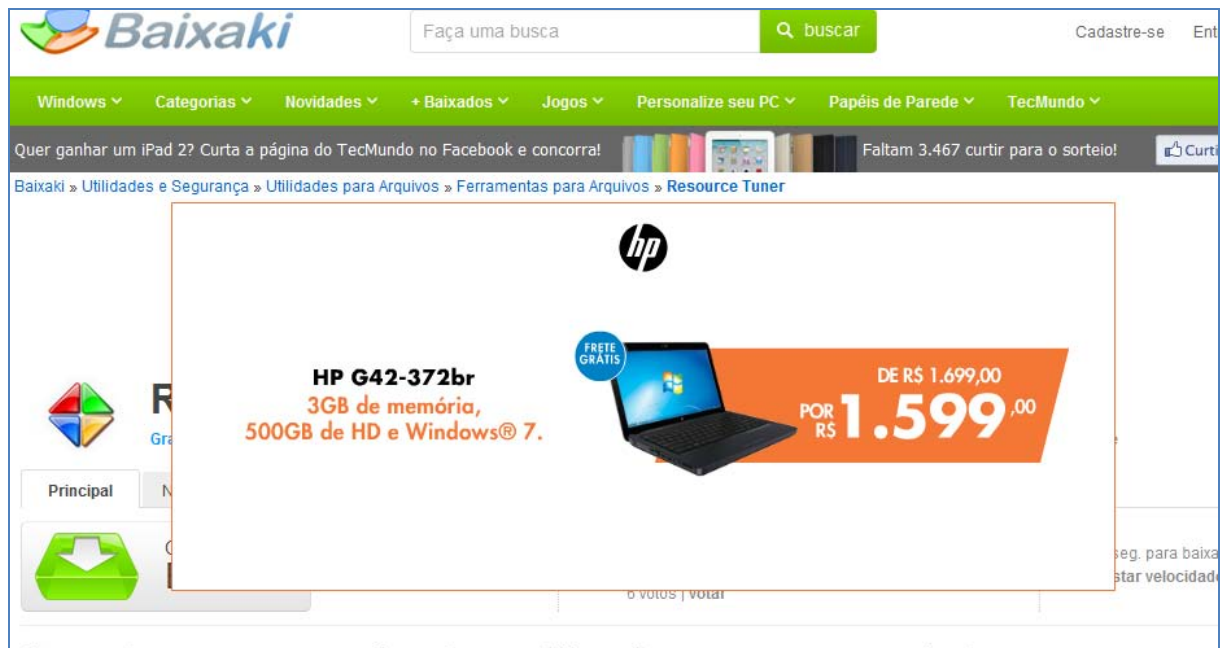 Baixaki
Faça uma busca
buscar
Cadastre-se
Windows Categorias Novidades + Baixados Jogos Personalize seu PC Papéis de Parede TecMundo
Quer ganhar um iPad 2? Curta a página do TecMundo no Facebook e concorra!
Faltam 3.467 curtir para o sorteio!
Baixaki » Utilidades e Segurança » Utilidades para Arquivos » Ferramentas para Arquivos » Resource Tuner
hp
FRETE
GRÁTIS
HP G42-372br
3GB de memória,
500GB de HD e Windows® 7.
DE R$ 1.699,00
POR R$ 1.599,00
Principal
seg. para
6 votos | votar